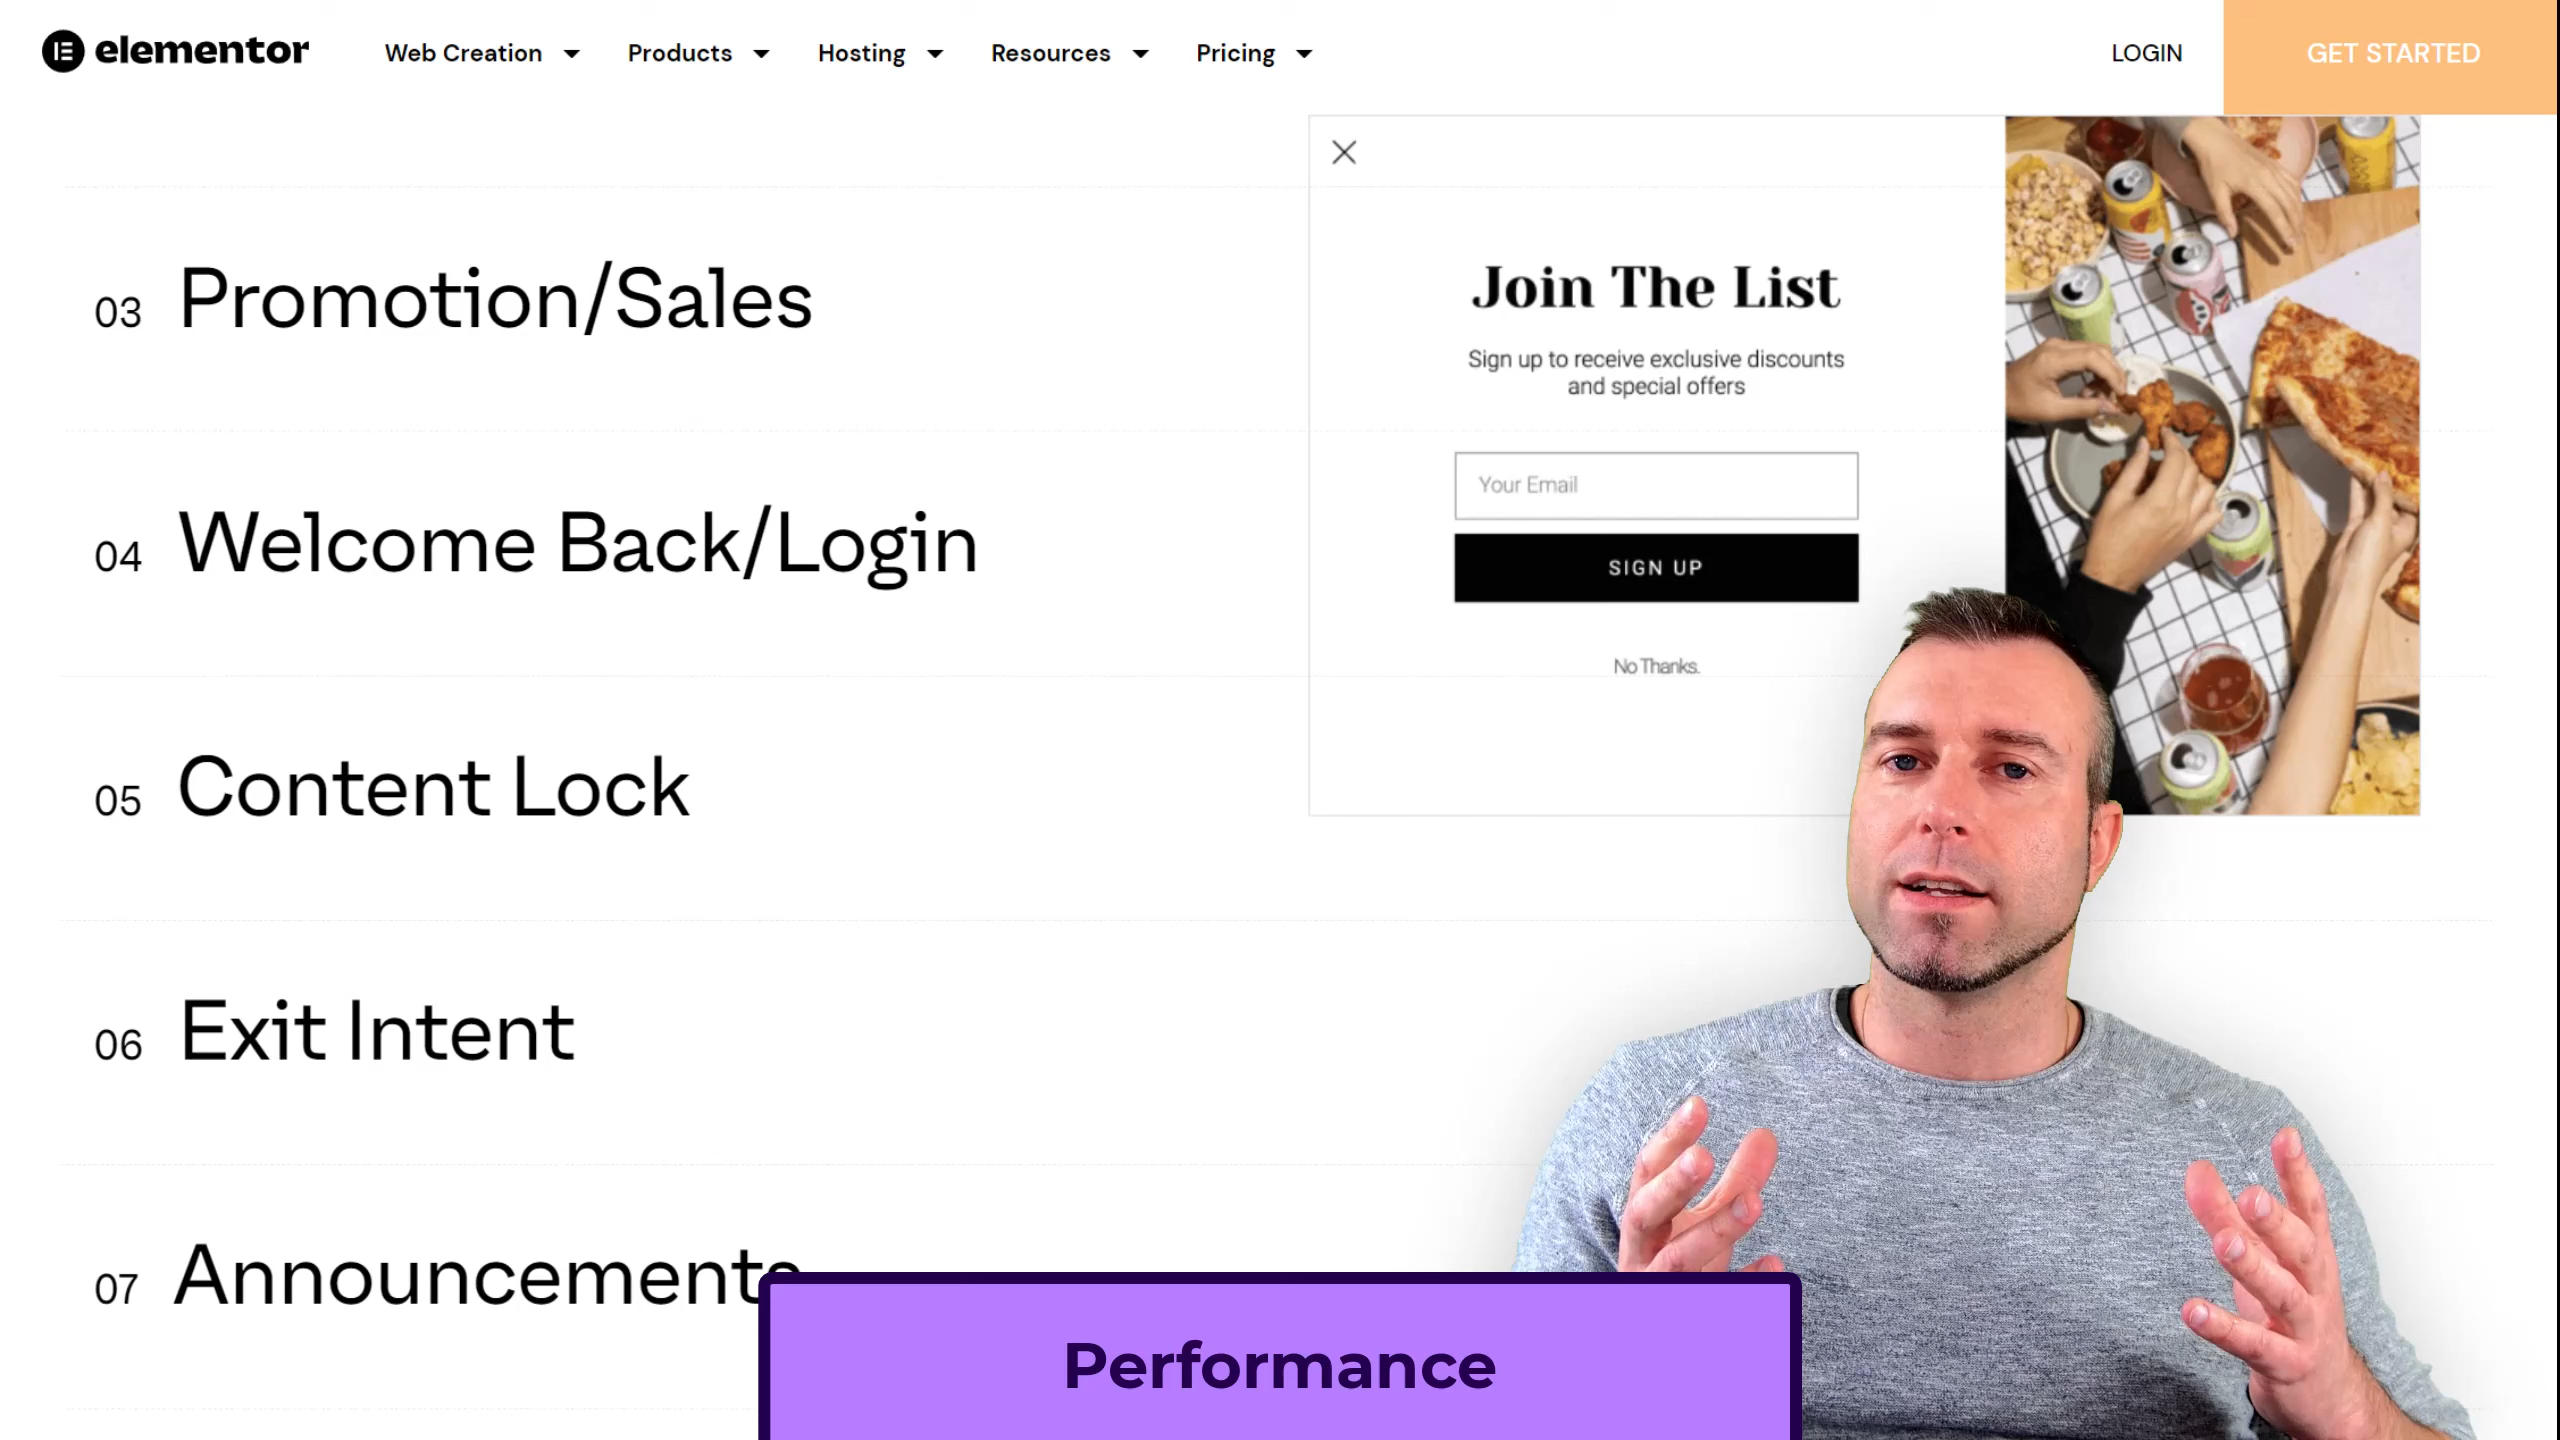 elementor
Web Creation
Products
Hosting
Resources
Pricing
LOGIN
GET STARTED
03 Promotion/Sales
04 Welcome Back/Login
05 Content Lock
06 Exit Intent
07 Announcements
Join The List
Sign up to receive exclusive discounts
and special offers
Your Email
SIGN UP
No Thanks.
Performance